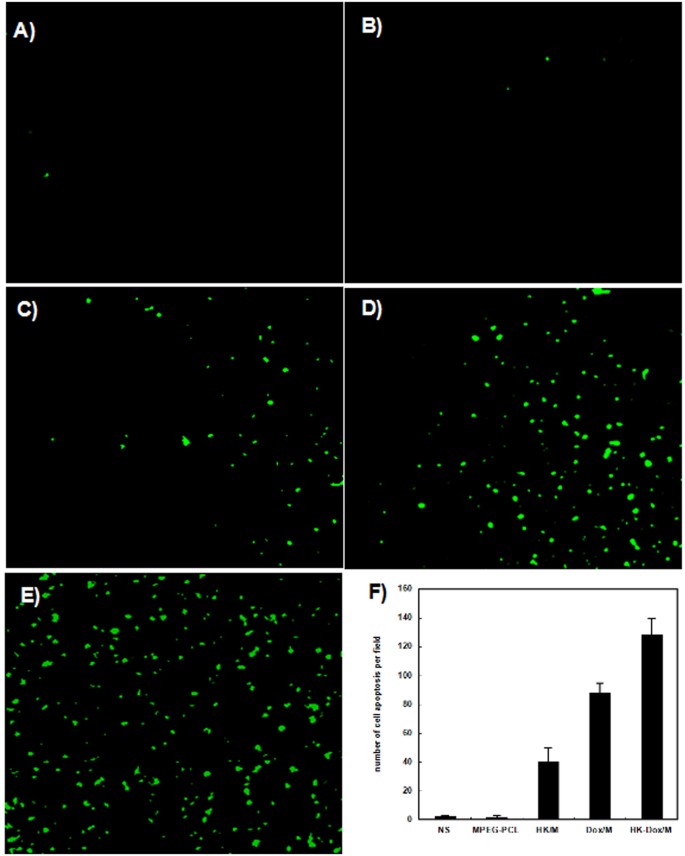 A)
B)
C)
D)
E)
F)
number of cell apoptosis per field
160
140
120
100
80
60
40
20
0
NS MPEG-PCL HK/M Dox/M HK-Dox/M